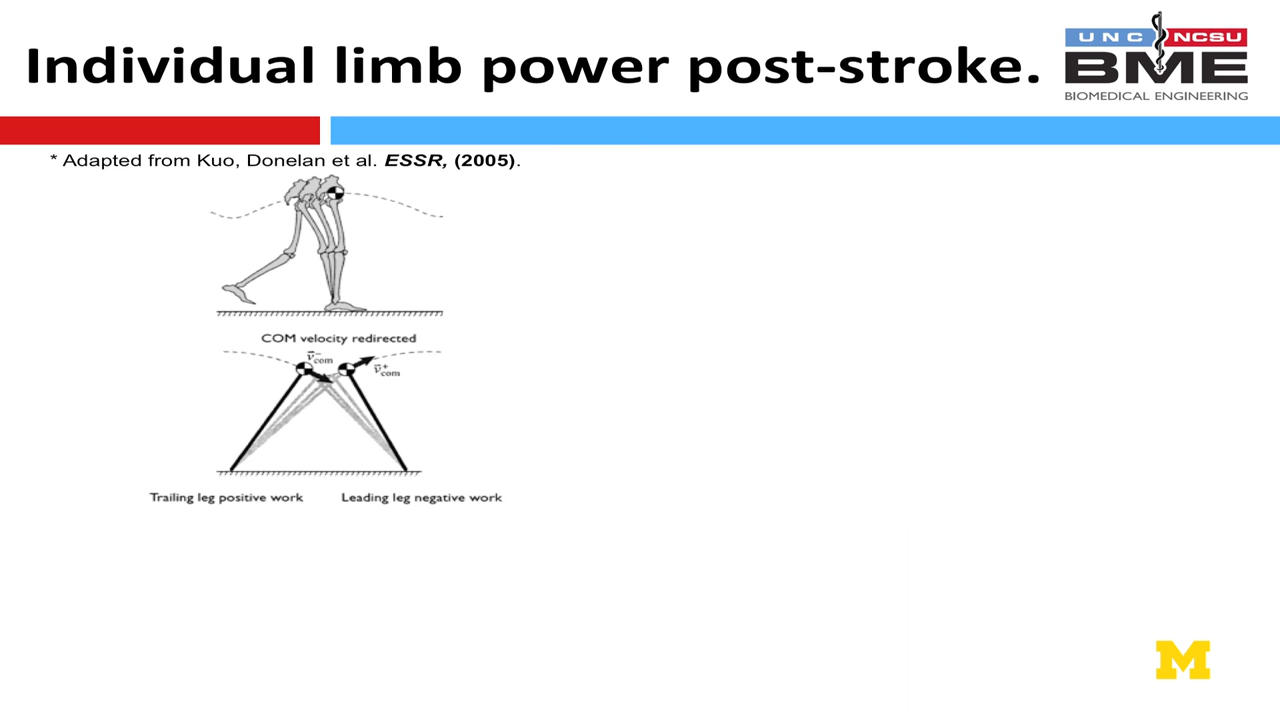 Individual limb power post-stroke.
UNC NCSU
BME
BIOMEDICAL ENGINEERING
* Adapted from Kuo, Donelan et al. ESSR, (2005).
COM velocity redirected
v̄⁻com
v̄⁺com
Trailing leg positive work
Leading leg negative work
M